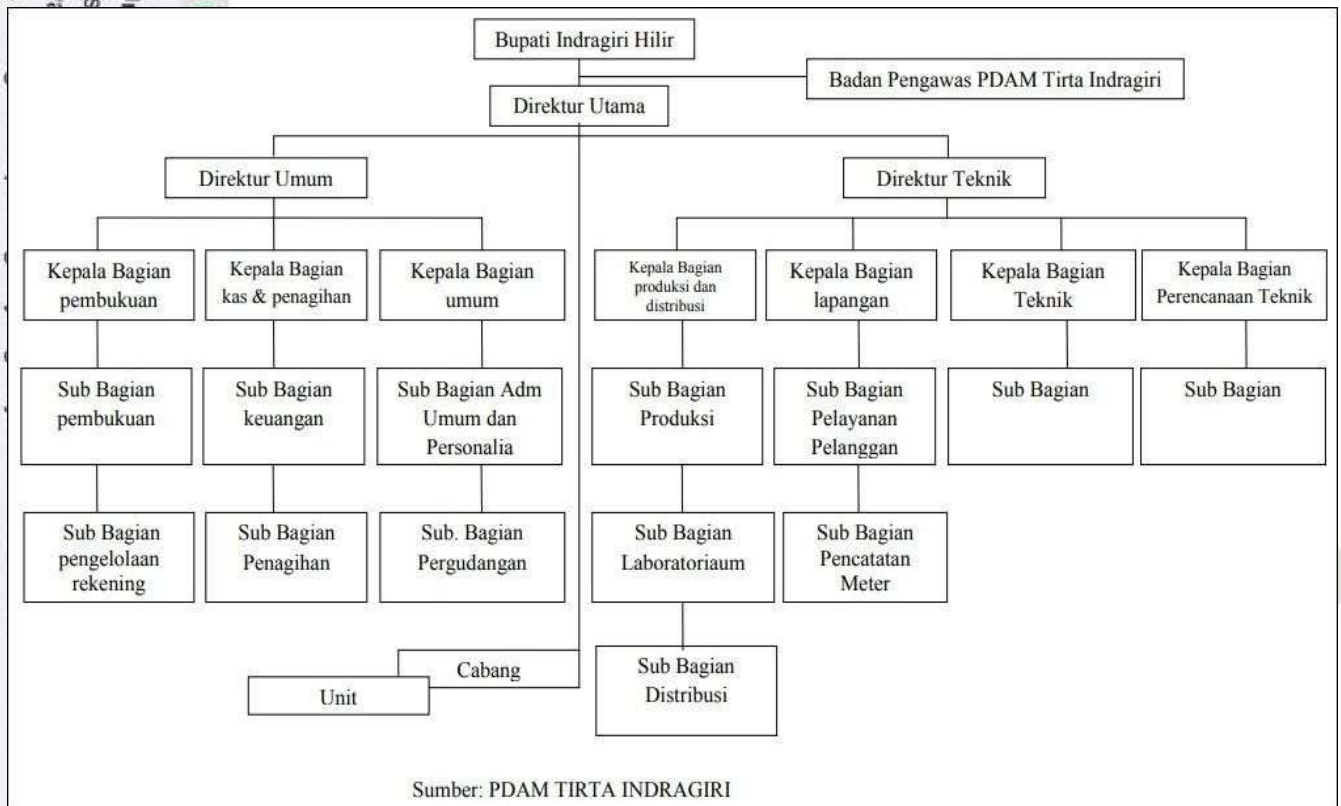 Bupati Indragiri Hilir
Badan Pengawas PDAM Tirta Indragiri
Direktur Utama
Direktur Umum
Direktur Teknik
Kepala Bagian
pembukuan
Kepala Bagian
kas & penagihan
Kepala Bagian
umum
Kepala Bagian
produksi dan
distribusi
Kepala Bagian
lapangan
Kepala Bagian
Teknik
Kepala Bagian
Perencanaan Teknik
Sub Bagian
pembukuan
Sub Bagian
keuangan
Sub Bagian Adm
Umum dan
Personalia
Sub Bagian
Produksi
Sub Bagian
Pelayanan
Pelanggan
Sub Bagian
Sub Bagian
Sub Bagian
pengelolaan
rekening
Sub Bagian
Penagihan
Sub. Bagian
Pergudangan
Sub Bagian
Laboratoriaum
Sub Bagian
Pencatatan
Meter
Cabang
Unit
Sub Bagian
Distribusi
Sumber: PDAM TIRTA INDRAGIRI